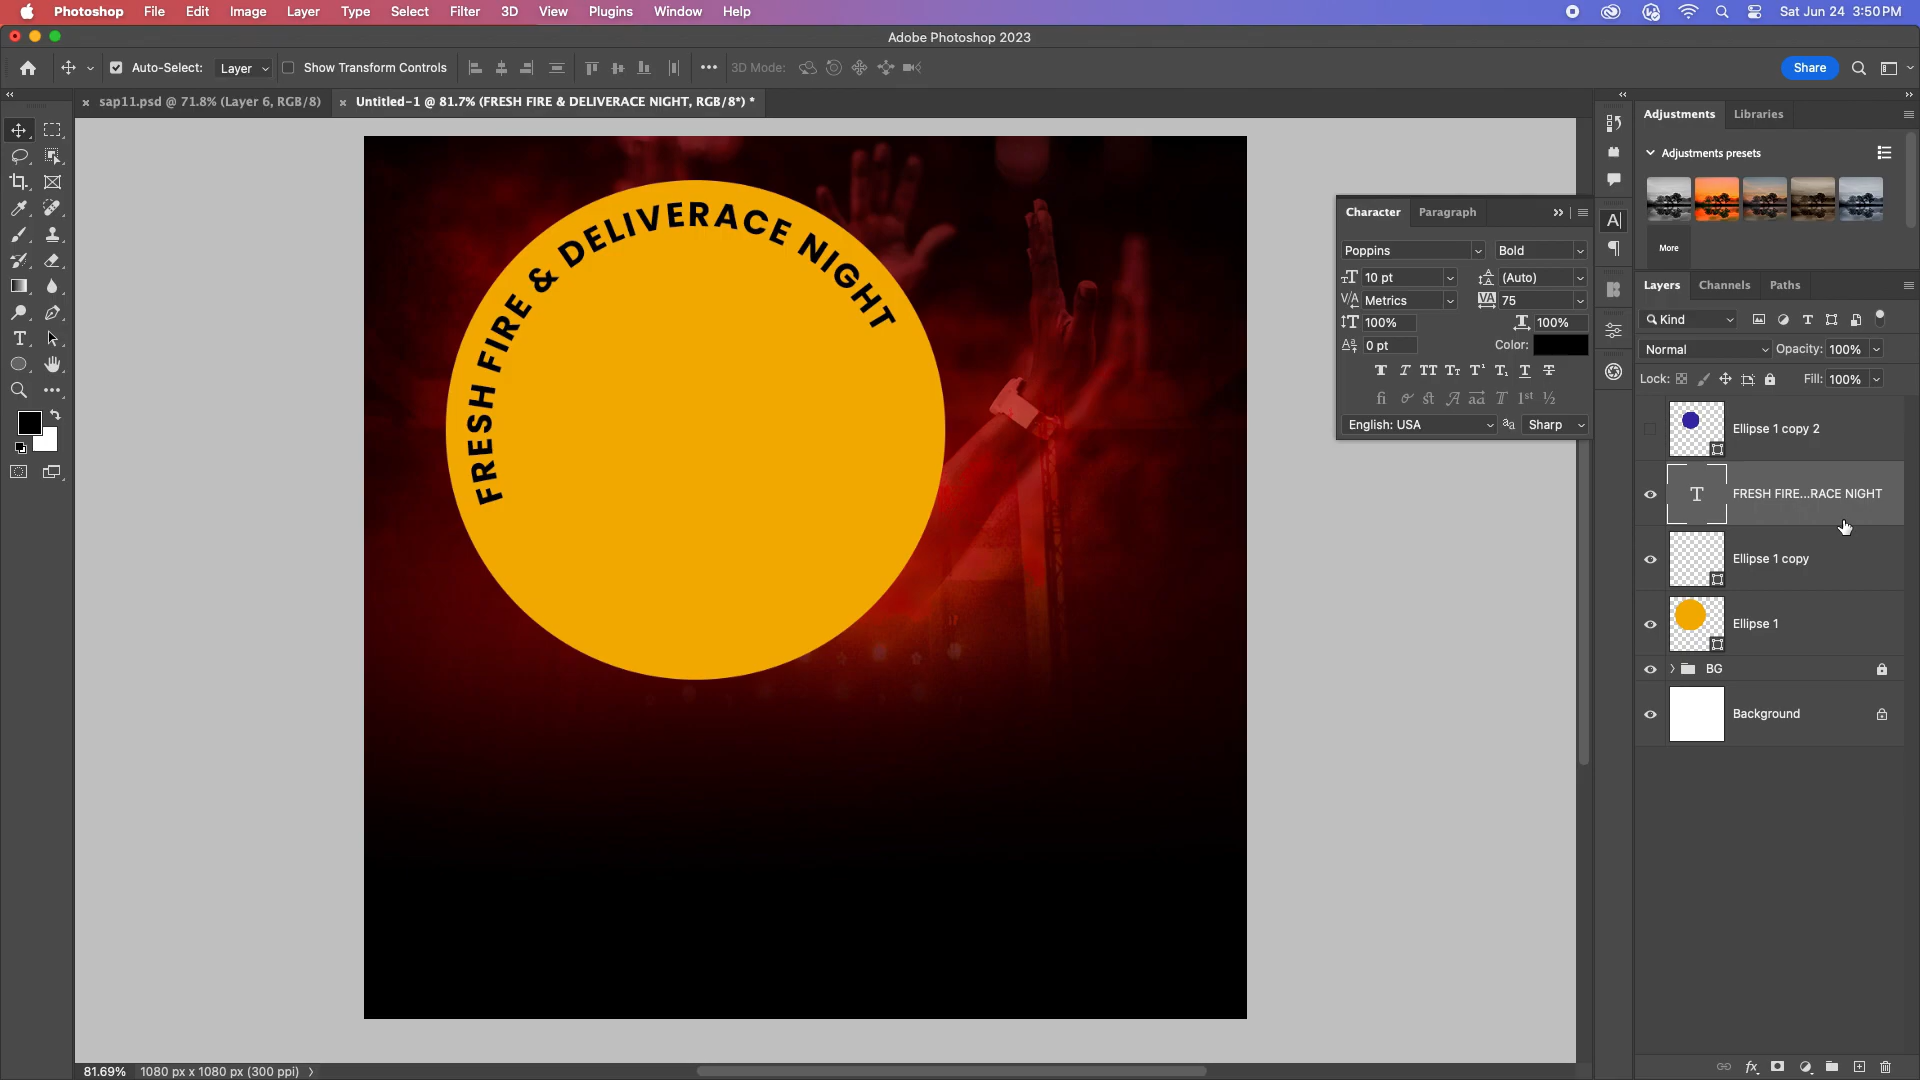 Photoshop File Edit Image Layer Type Select Filter 3D View Plugins Window Help Sat Jun 24 3:50 PM
Adobe Photoshop 2023
Auto-Select: Layer Show Transform Controls 3D Mode: Share
sap11.psd @ 71.8% (Layer 6, RGB/8) Untitled-1 @ 81.7% (FRESH FIRE & DELIVERACE NIGHT, RGB/8*) *
FRESH FIRE & DELIVERACE NIGHT
Character Paragraph
Poppins Bold
10 pt (Auto)
Metrics 75
100% 100%
0 pt Color:
English: USA Sharp
Adjustments Libraries
Adjustments presets
More
Layers Channels Paths
Kind
Normal Opacity: 100%
Lock: Fill: 100%
Ellipse 1 copy 2
FRESH FIRE...RACE NIGHT
Ellipse 1 copy
Ellipse 1
BG
Background
81.69% 1080 px x 1080 px (300 ppi)